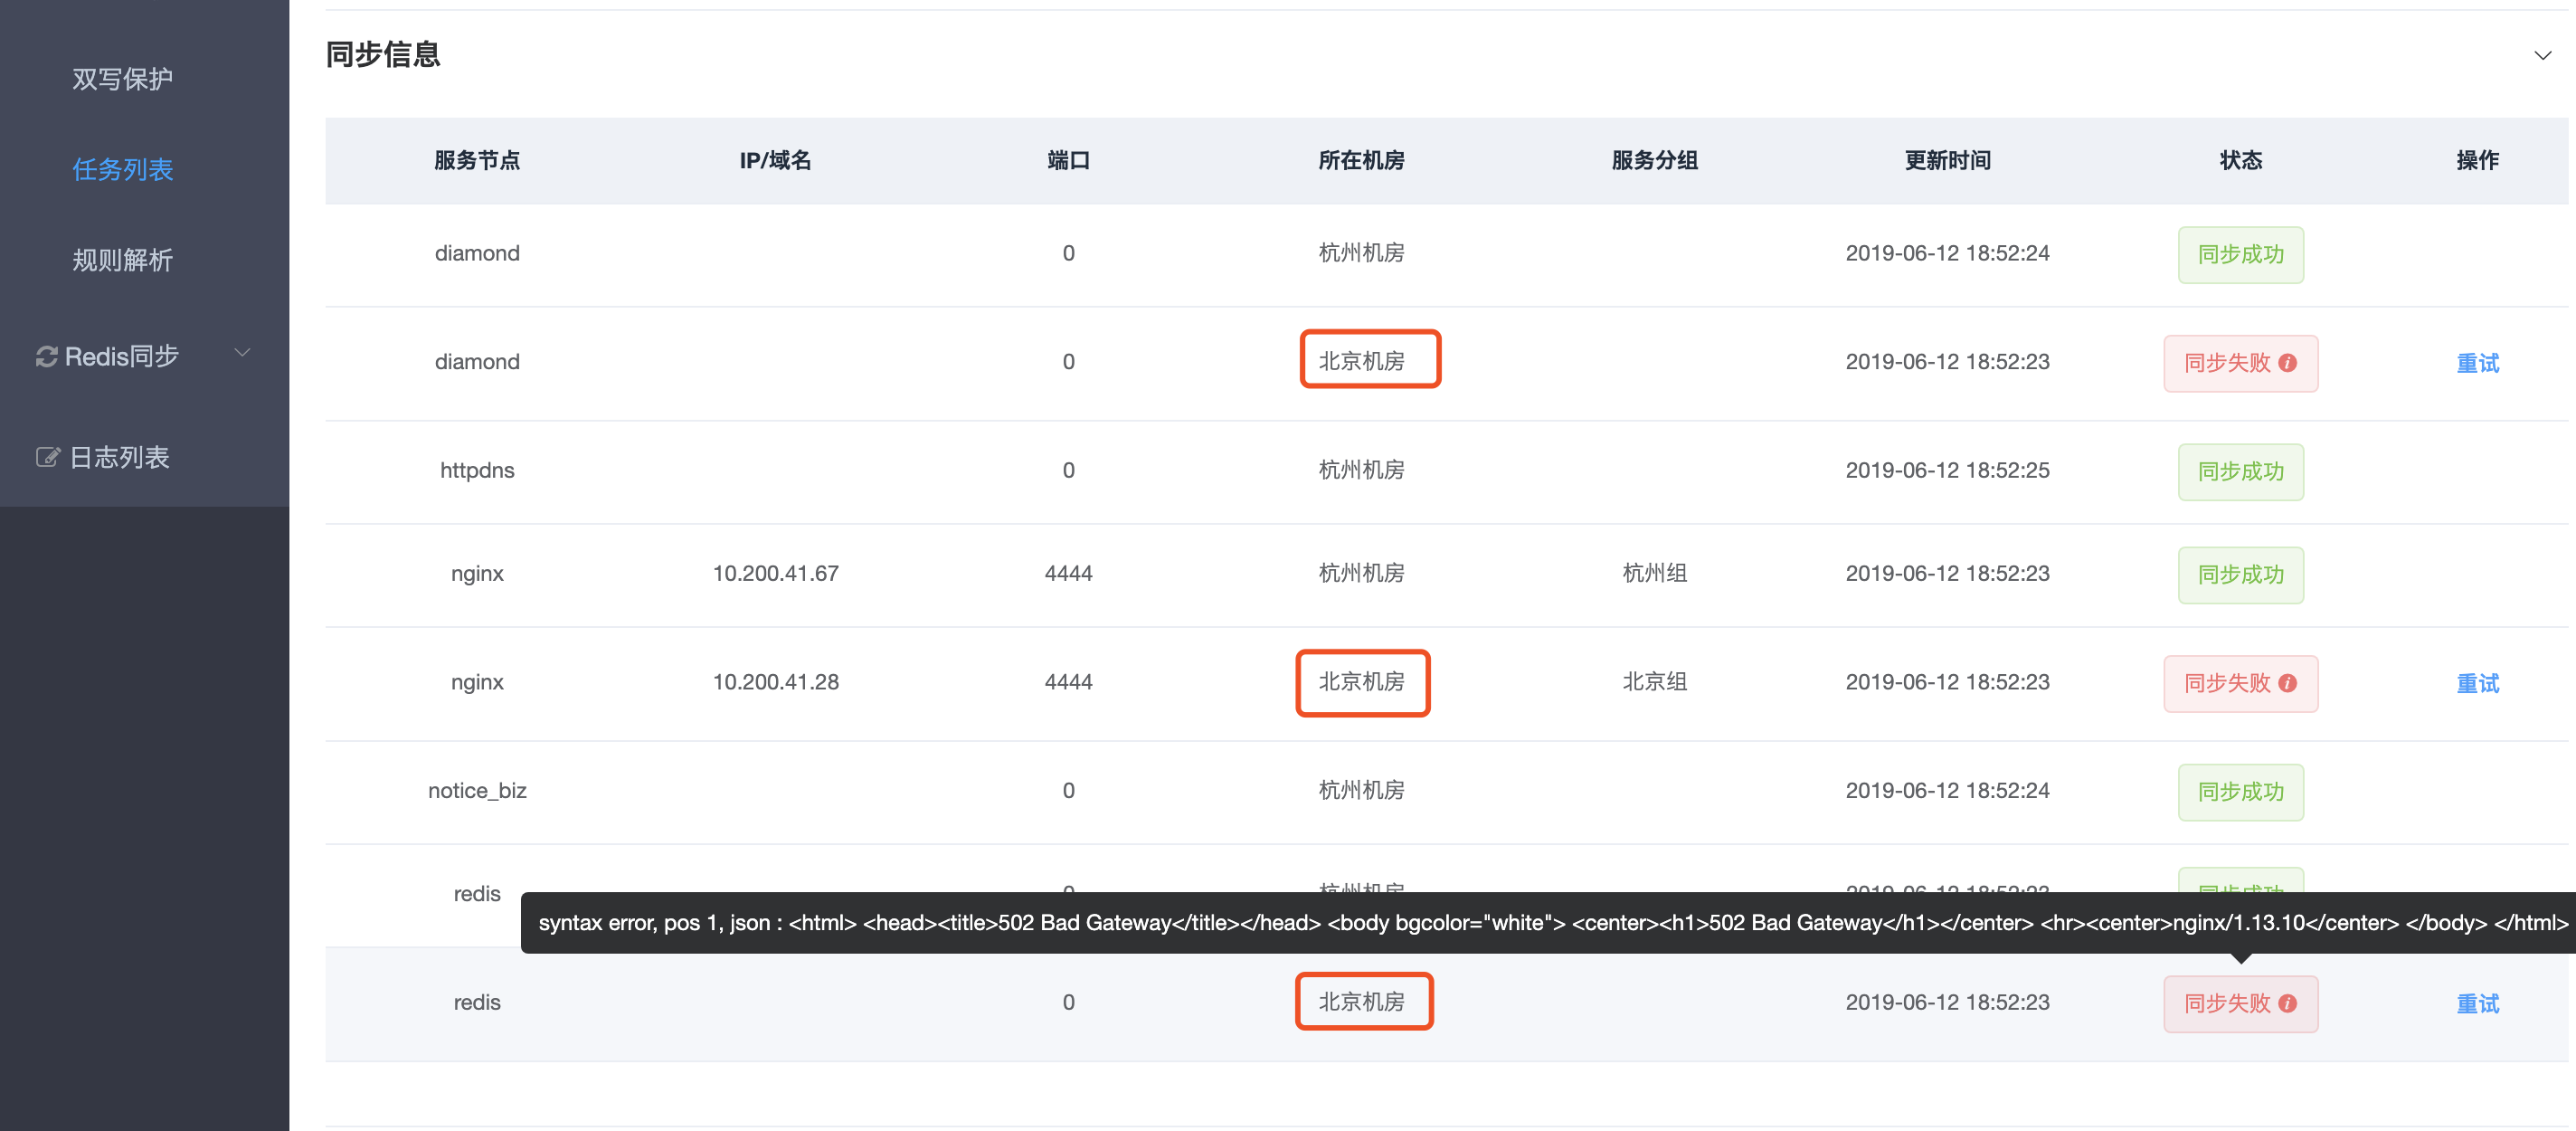 双写保护
任务列表
规则解析
Redis同步
日志列表
同步信息
服务节点 IP/域名 端口 所在机房 服务分组 更新时间 状态 操作
diamond 0 杭州机房 2019-06-12 18:52:24 同步成功
diamond 0 北京机房 2019-06-12 18:52:23 同步失败 重试
httpdns 0 杭州机房 2019-06-12 18:52:25 同步成功
nginx 10.200.41.67 4444 杭州机房 杭州组 2019-06-12 18:52:23 同步成功
nginx 10.200.41.28 4444 北京机房 北京组 2019-06-12 18:52:23 同步失败 重试
notice_biz 0 杭州机房 2019-06-12 18:52:24 同步成功
redis 0 杭州机房 同步成功
syntax error, pos 1, json : <html> <head><title>502 Bad Gateway</title></head> <body bgcolor="white"> <center><h1>502 Bad Gateway</h1></center> <hr><center>nginx/1.13.10</center> </body> </html>
redis 0 北京机房 2019-06-12 18:52:23 同步失败 重试